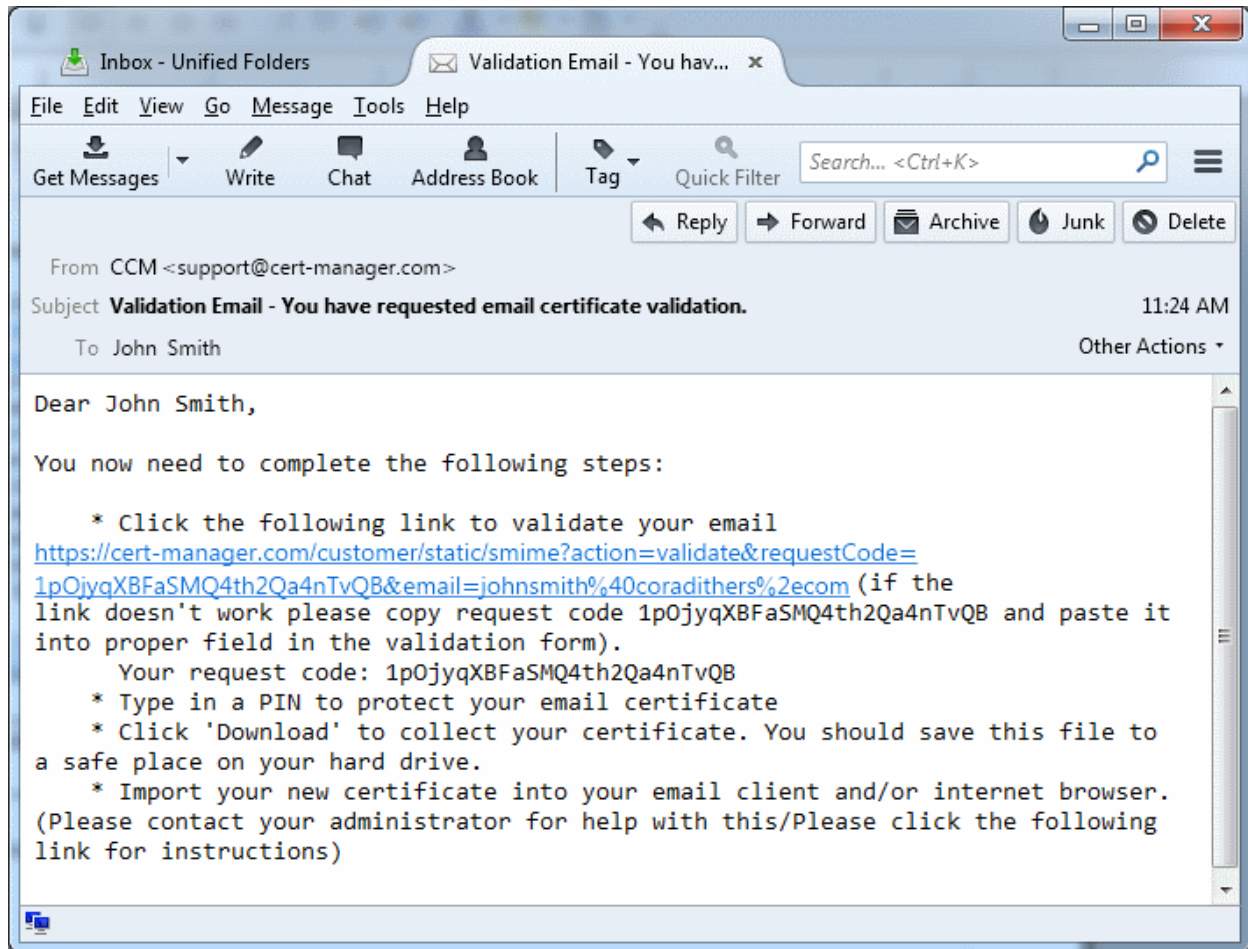 Inbox - Unified Folders
Validation Email - You hav...
File Edit View Go Message Tools Help
Get Messages Write Chat Address Book Tag Quick Filter Search... <Ctrl+K>
Reply Forward Archive Junk Delete
From CCM <support@cert-manager.com>
Subject Validation Email - You have requested email certificate validation. 11:24 AM
To John Smith Other Actions
Dear John Smith,
You now need to complete the following steps:
* Click the following link to validate your email
https://cert-manager.com/customer/static/smime?action=validate&requestCode=
1pOjyqXBFaSMQ4th2Qa4nTvQB&email=johnsmith%40coradithers%2ecom (if the
link doesn't work please copy request code 1pOjyqXBFaSMQ4th2Qa4nTvQB and paste it
into proper field in the validation form).
Your request code: 1pOjyqXBFaSMQ4th2Qa4nTvQB
* Type in a PIN to protect your email certificate
* Click 'Download' to collect your certificate. You should save this file to
a safe place on your hard drive.
* Import your new certificate into your email client and/or internet browser.
(Please contact your administrator for help with this/Please click the following
link for instructions)